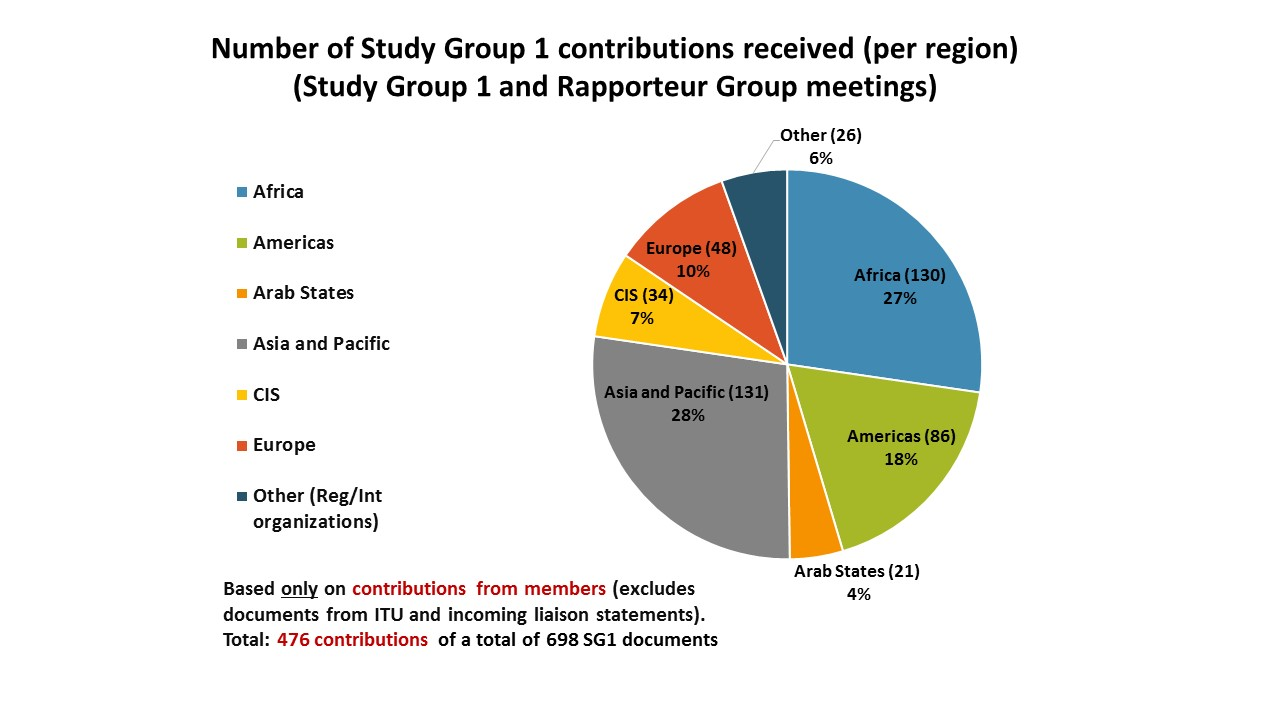 Number of Study Group 1 contributions received (per region)
(Study Group 1 and Rapporteur Group meetings)
Africa
Americas
Arab States
Asia and Pacific
CIS
Europe
Other (Reg/Int
organizations)
Other (26)
6%
Africa (130)
27%
Americas (86)
18%
Arab States (21)
4%
Asia and Pacific (131)
28%
CIS (34)
7%
Europe (48)
10%
Based only on contributions from members (excludes
documents from ITU and incoming liaison statements).
Total: 476 contributions of a total of 698 SG1 documents